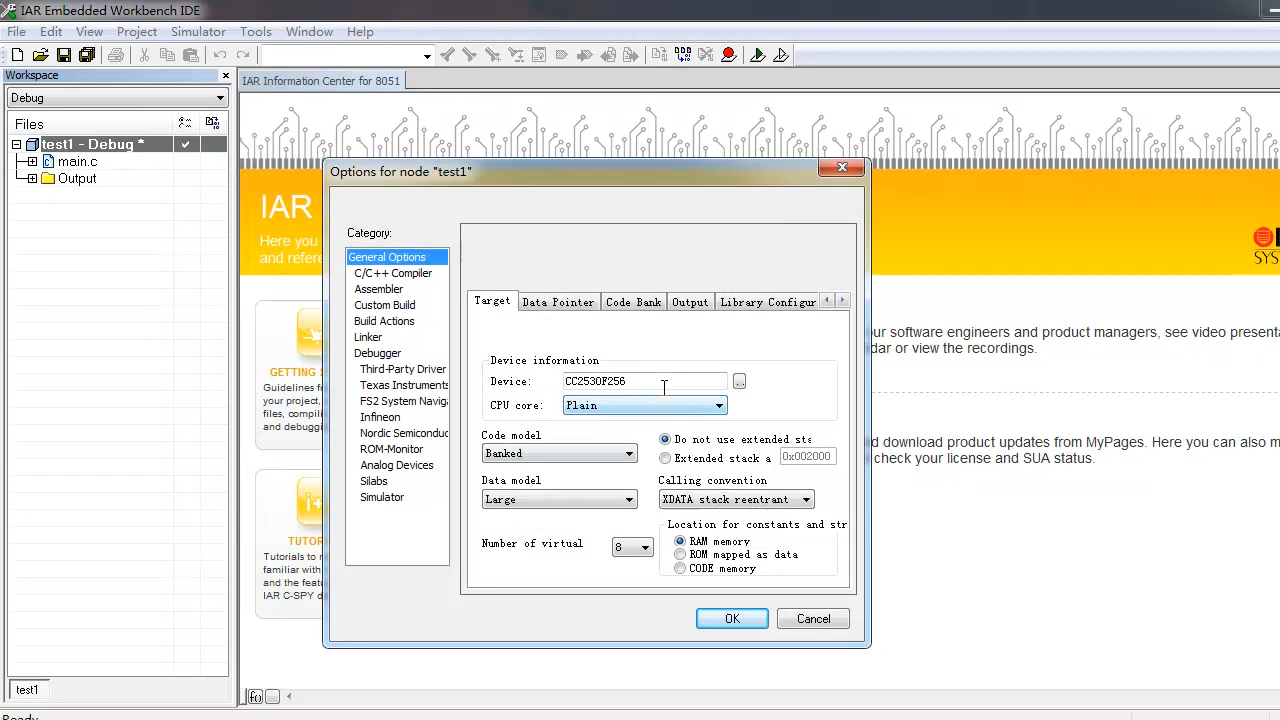 IAR Embedded Workbench IDE
File Edit View Project Simulator Tools Window Help
Workspace
IAR Information Center for 8051
Debug
Files
test1 - Debug *
main.c
Output
IAR
Here you
and refere
SYS
GETTING
Guidelines f
files, compili
and debuggi
TUTOR
Tutorials to
familiar with
and the featu
IAR C-SPY d
ur software engineers and product managers, see video presenta
dar or view the recordings.
d download product updates from MyPages. Here you can also m
check your license and SUA status.
Options for node "test1"
Category:
General Options
C/C++ Compiler
Assembler
Custom Build
Build Actions
Linker
Debugger
Third-Party Driver
Texas Instruments
FS2 System Navig
Infineon
Nordic Semiconduc
ROM-Monitor
Analog Devices
Silabs
Simulator
Target Data Pointer Code Bank Output Library Configur
Device information
Device: CC2530F256
CPU core: Plain
Code model
Banked
Do not use extended sta
Extended stack a 0x002000
Data model
Large
Calling convention
XDATA stack reentrant
Number of virtual 8
Location for constants and str
RAM memory
ROM mapped as data
CODE memory
OK Cancel
test1
Ready